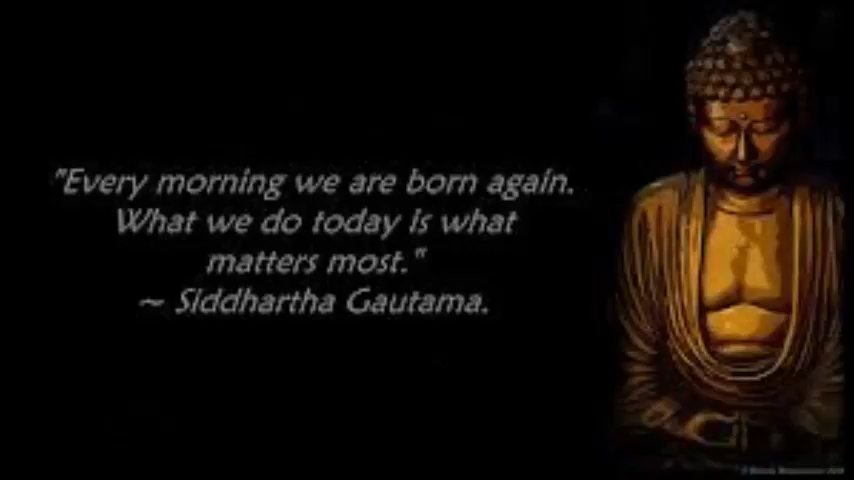 "Every morning we are born again.
What we do today is what
matters most."
~ Siddhartha Gautama.